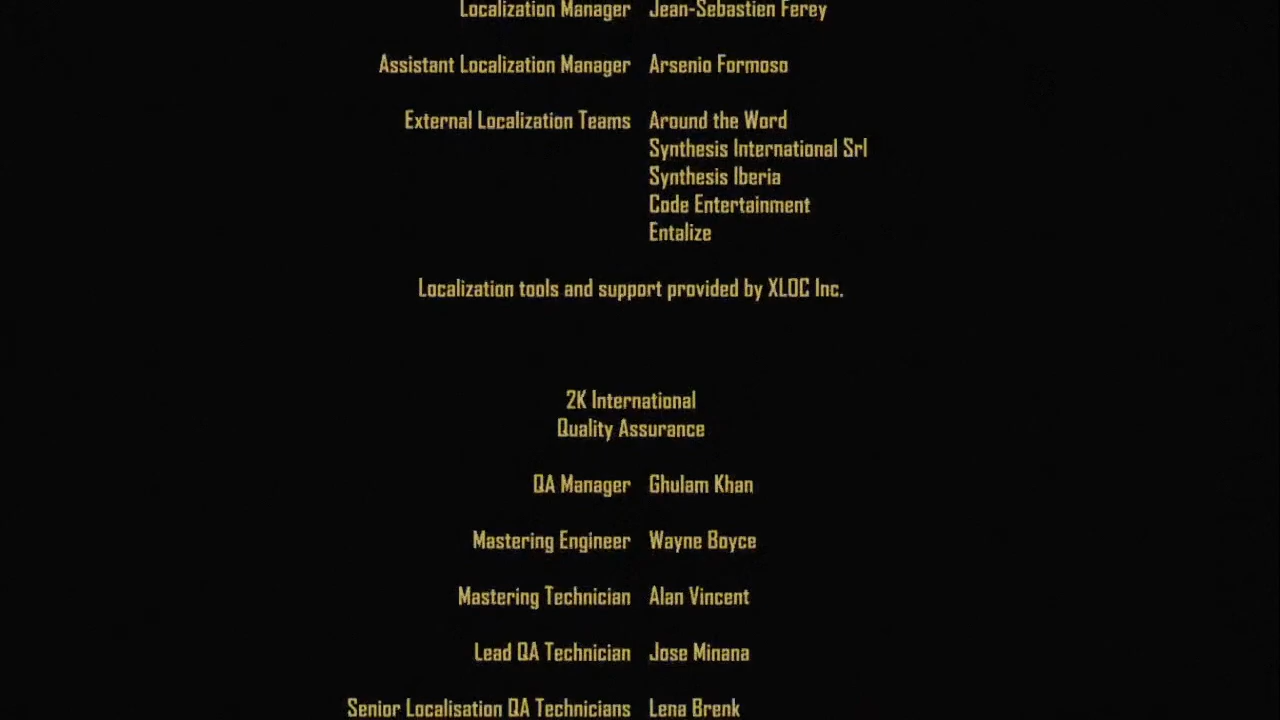 Localization Manager Jean-Sebastien Ferey
Assistant Localization Manager Arsenio Formoso
External Localization Teams Around the Word
Synthesis International Srl
Synthesis Iberia
Code Entertainment
Entalize
Localization tools and support provided by XLOC Inc.
2K International
Quality Assurance
QA Manager Ghulam Khan
Mastering Engineer Wayne Boyce
Mastering Technician Alan Vincent
Lead QA Technician Jose Minana
Senior Localisation QA Technicians Lena Brenk